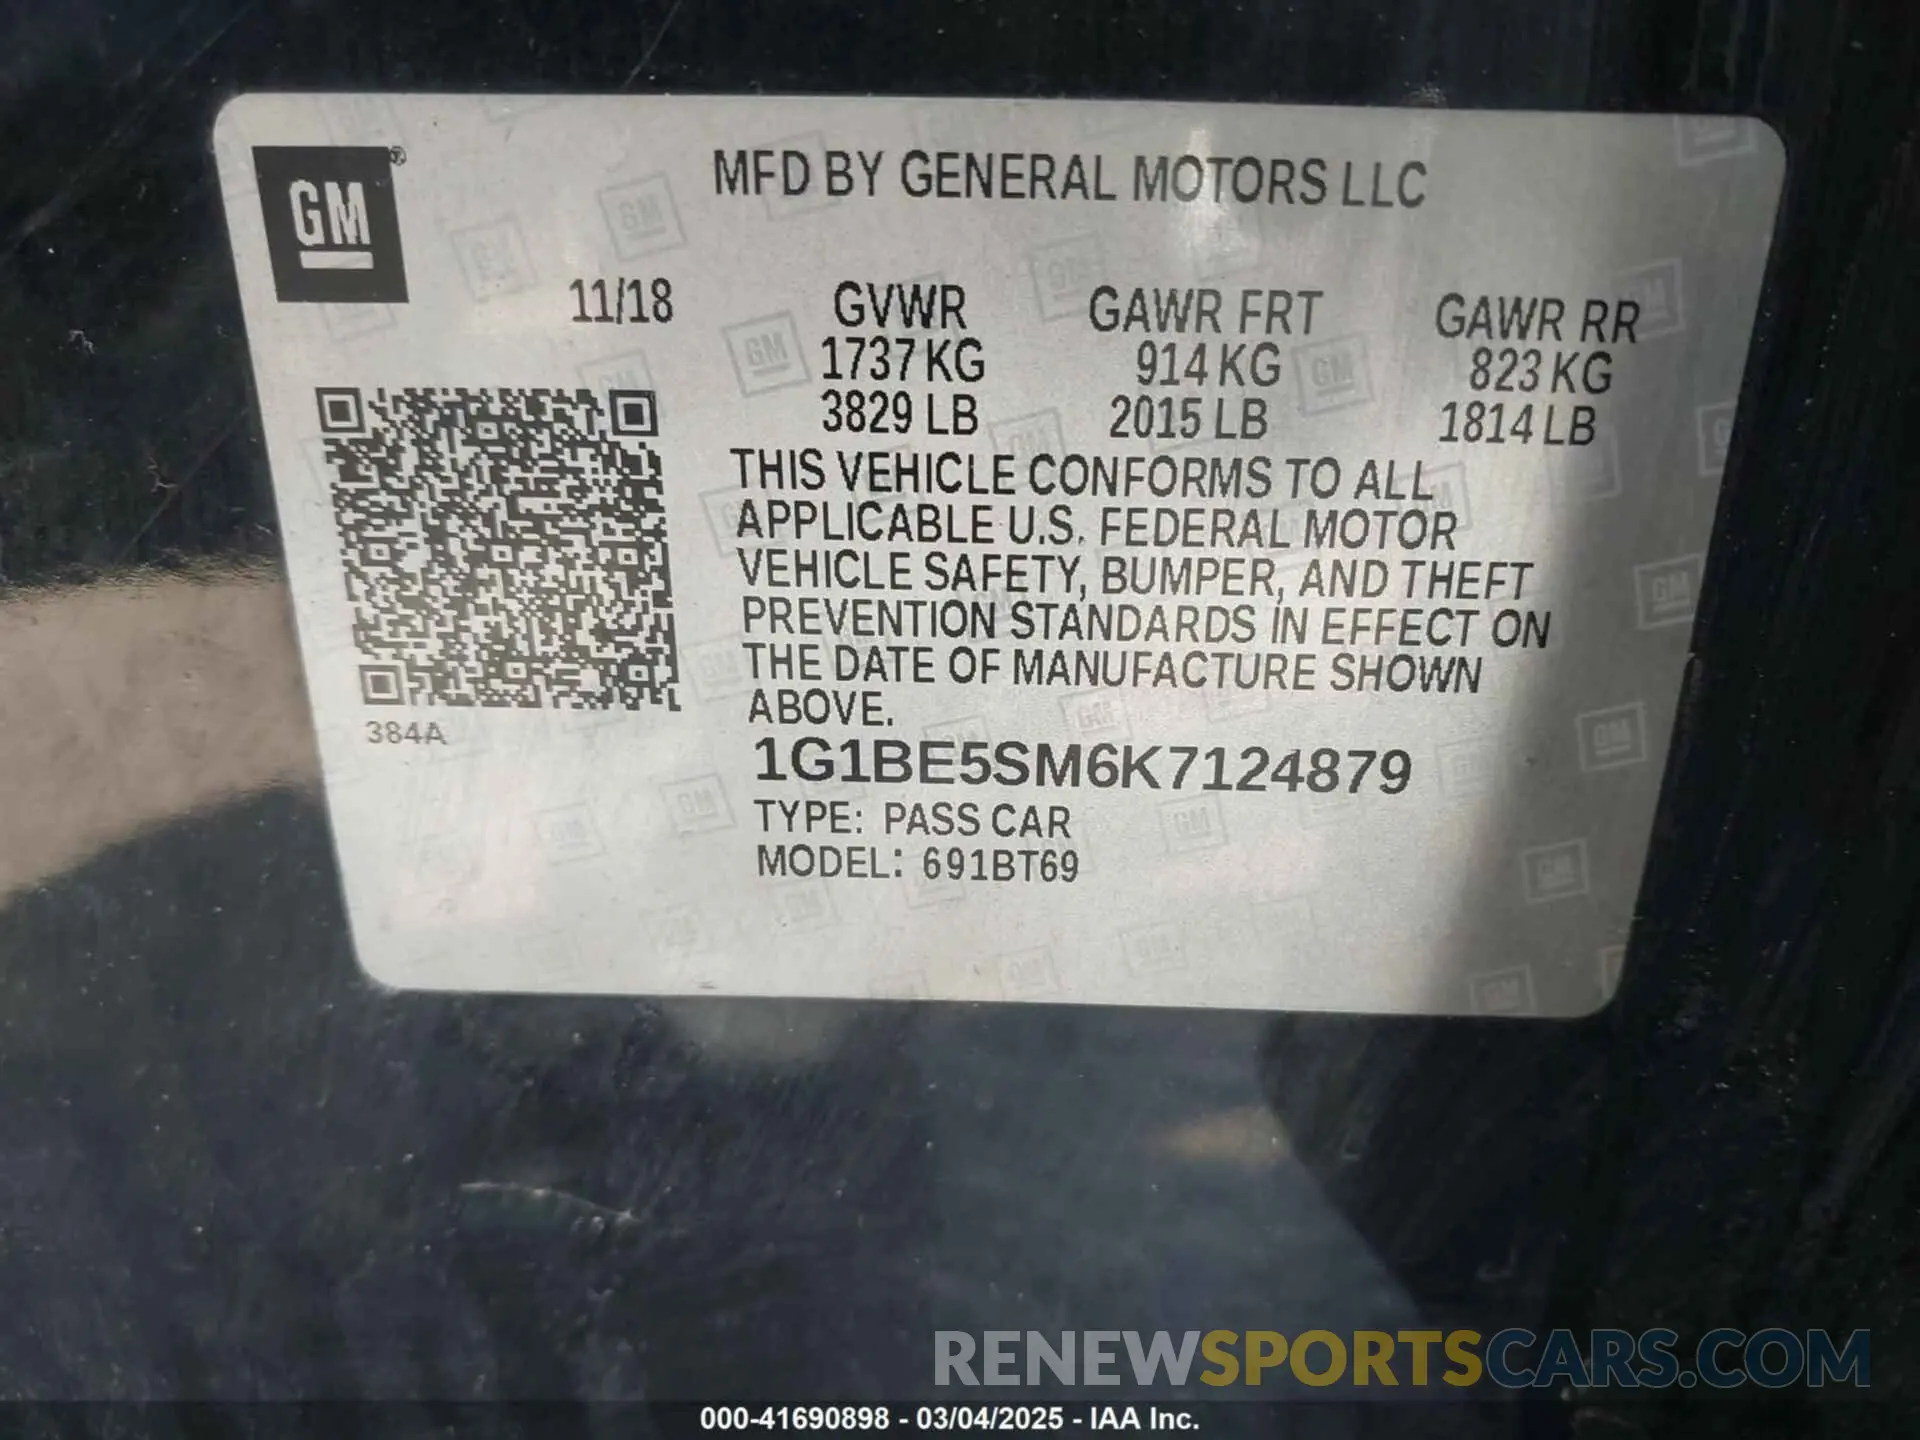 GM®
MFD BY GENERAL MOTORS LLC
11/18
GVWR GAWR FRT GAWR RR
1737 KG 914 KG 823 KG
3829 LB 2015 LB 1814 LB
THIS VEHICLE CONFORMS TO ALL
APPLICABLE U.S. FEDERAL MOTOR
VEHICLE SAFETY, BUMPER, AND THEFT
PREVENTION STANDARDS IN EFFECT ON
THE DATE OF MANUFACTURE SHOWN
ABOVE.
384A
1G1BE5SM6K7124879
TYPE: PASS CAR
MODEL: 691BT69
RENEWSPORTSCARS.COM
000-41690898 - 03/04/2025 - IAA Inc.